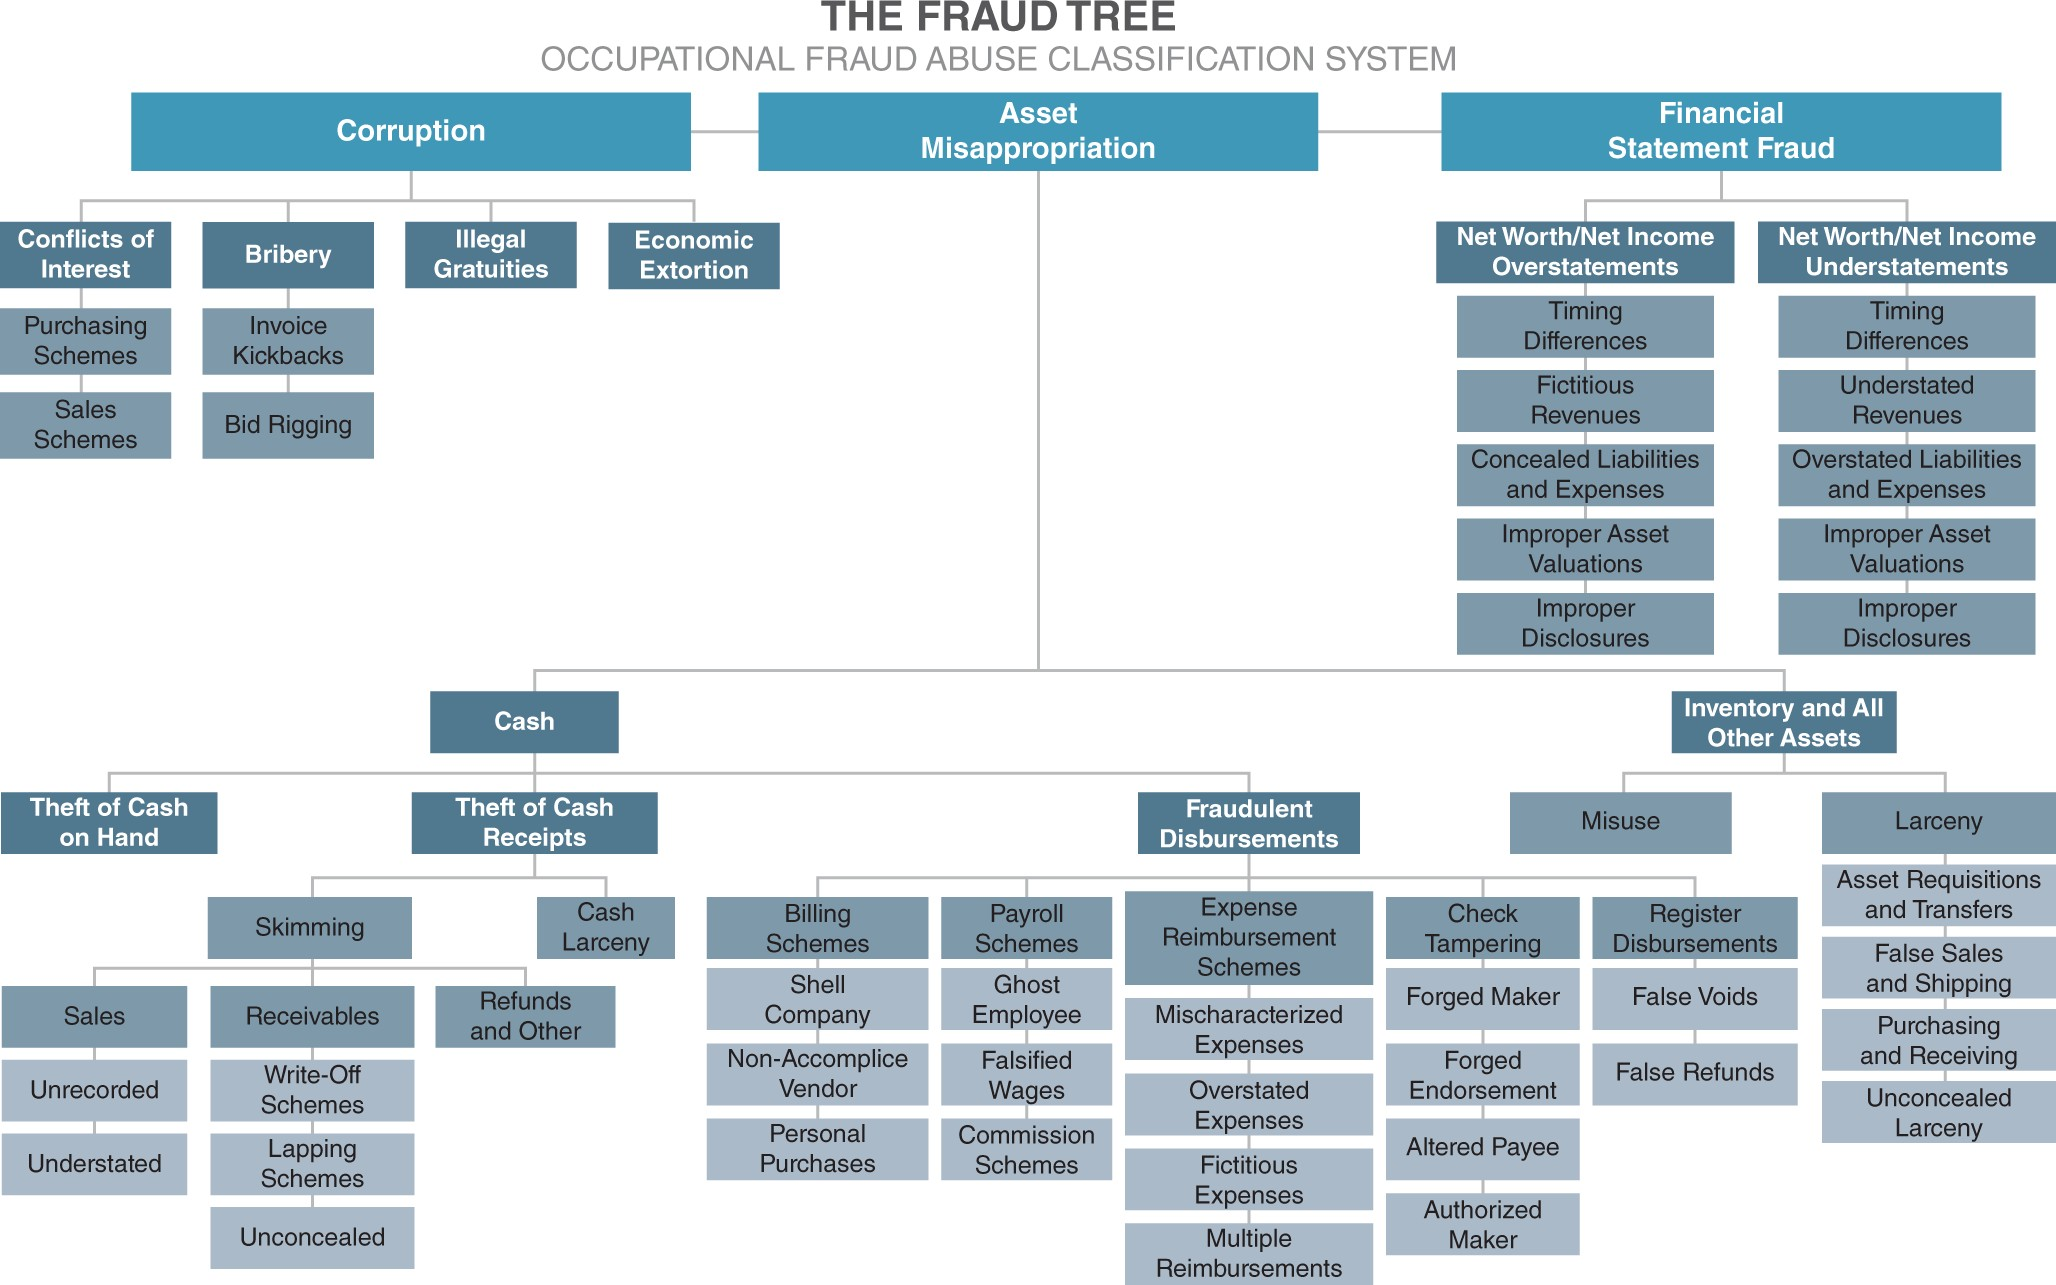 THE FRAUD TREE
OCCUPATIONAL FRAUD ABUSE CLASSIFICATION SYSTEM
Corruption
Asset
Misappropriation
Financial
Statement Fraud
Conflicts of
Interest
Purchasing
Schemes
Sales
Schemes
Bribery
Invoice
Kickbacks
Bid Rigging
Illegal
Gratuities
Economic
Extortion
Net Worth/Net Income
Overstatements
Timing
Differences
Fictitious
Revenues
Concealed Liabilities
and Expenses
Improper Asset
Valuations
Improper
Disclosures
Net Worth/Net Income
Understatements
Timing
Differences
Understated
Revenues
Overstated Liabilities
and Expenses
Improper Asset
Valuations
Improper
Disclosures
Cash
Inventory and All
Other Assets
Theft of Cash
on Hand
Theft of Cash
Receipts
Fraudulent
Disbursements
Misuse
Larceny
Asset Requisitions
and Transfers
False Sales
and Shipping
Purchasing
and Receiving
Unconcealed
Larceny
Skimming
Cash
Larceny
Sales
Unrecorded
Understated
Receivables
Write-Off
Schemes
Lapping
Schemes
Unconcealed
Refunds
and Other
Billing
Schemes
Shell
Company
Non-Accomplice
Vendor
Personal
Purchases
Payroll
Schemes
Ghost
Employee
Falsified
Wages
Commission
Schemes
Expense
Reimbursement
Schemes
Mischaracterized
Expenses
Overstated
Expenses
Fictitious
Expenses
Multiple
Reimbursements
Check
Tampering
Forged Maker
Forged
Endorsement
Altered Payee
Authorized
Maker
Register
Disbursements
False Voids
False Refunds